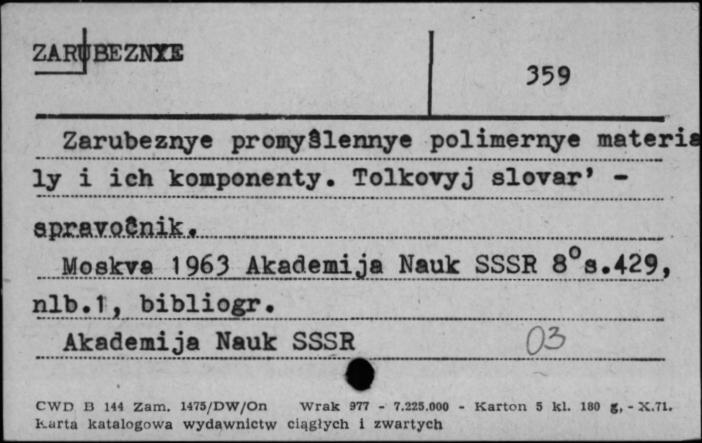 ZARUBEZNYE
359
Zarubeznye promyšlennye polimernye materia
ly i ich komponenty. Tolkovyj slovar' -
spravočnik.
Moskva 1963 Akademija Nauk SSSR 8°s.429,
nlb.1, bibliogr.
Akademija Nauk SSSR 03
CWD B 144 Zam. 1475/DW/On Wrak 977 - 7.225.000 - Karton 5 kl. 180 g, - X.71.
Karta katalogowa wydawnictw ciągłych i zwartych